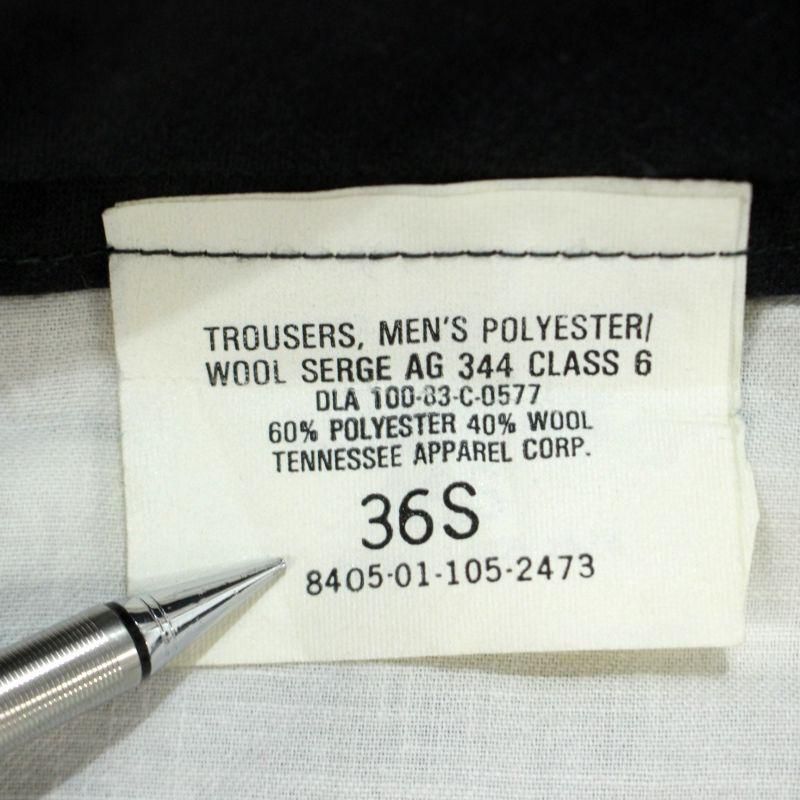 TROUSERS, MEN'S POLYESTER/
WOOL SERGE AG 344 CLASS 6
DLA 100-83-C-0577
60% POLYESTER 40% WOOL
TENNESSEE APPAREL CORP.
36S
8405-01-105-2473